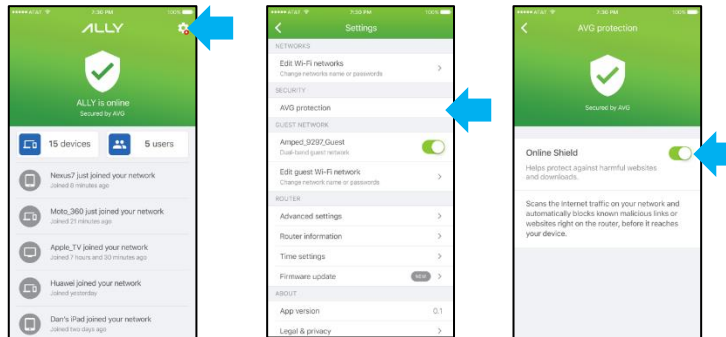 AT&T 7:30 PM 100%
ALLY
ALLY is online
Secured by AVG
15 devices
5 users
Nexus7 just joined your network
Joined 8 minutes ago
Moto_360 just joined your network
Joined 21 minutes ago
Apple_TV joined your network
Joined 7 hours and 30 minutes ago
Huawei joined your network
Joined yesterday
Dan's iPad joined your network
Joined two days ago
AT&T 7:30 PM 100%
Settings
NETWORKS
Edit Wi-Fi networks
Change networks name or passwords
SECURITY
AVG protection
GUEST NETWORK
Amped_9297_Guest
Dual-band guest network
Edit guest Wi-Fi network
Change network name or passwords
ROUTER
Advanced settings
Router information
Time settings
Firmware update NEW
ABOUT
App version 0.1
Legal & privacy
AT&T 7:30 PM 100%
AVG protection
Secured by AVG
Online Shield
Helps protect against harmful websites
and downloads.
Scans the Internet traffic on your network and
automatically blocks known malicious links or
websites right on the router, before it reaches
your device.